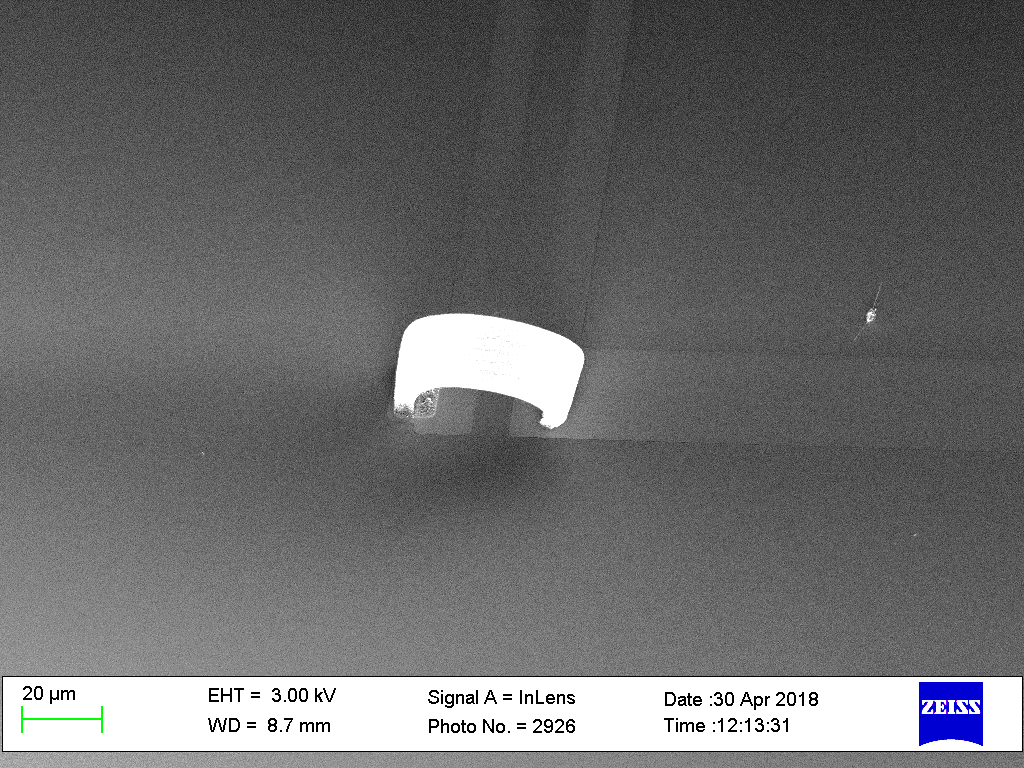 20 µm
EHT = 3.00 kV
WD = 8.7 mm
Signal A = InLens
Photo No. = 2926
Date :30 Apr 2018
Time :12:13:31
ZEISS